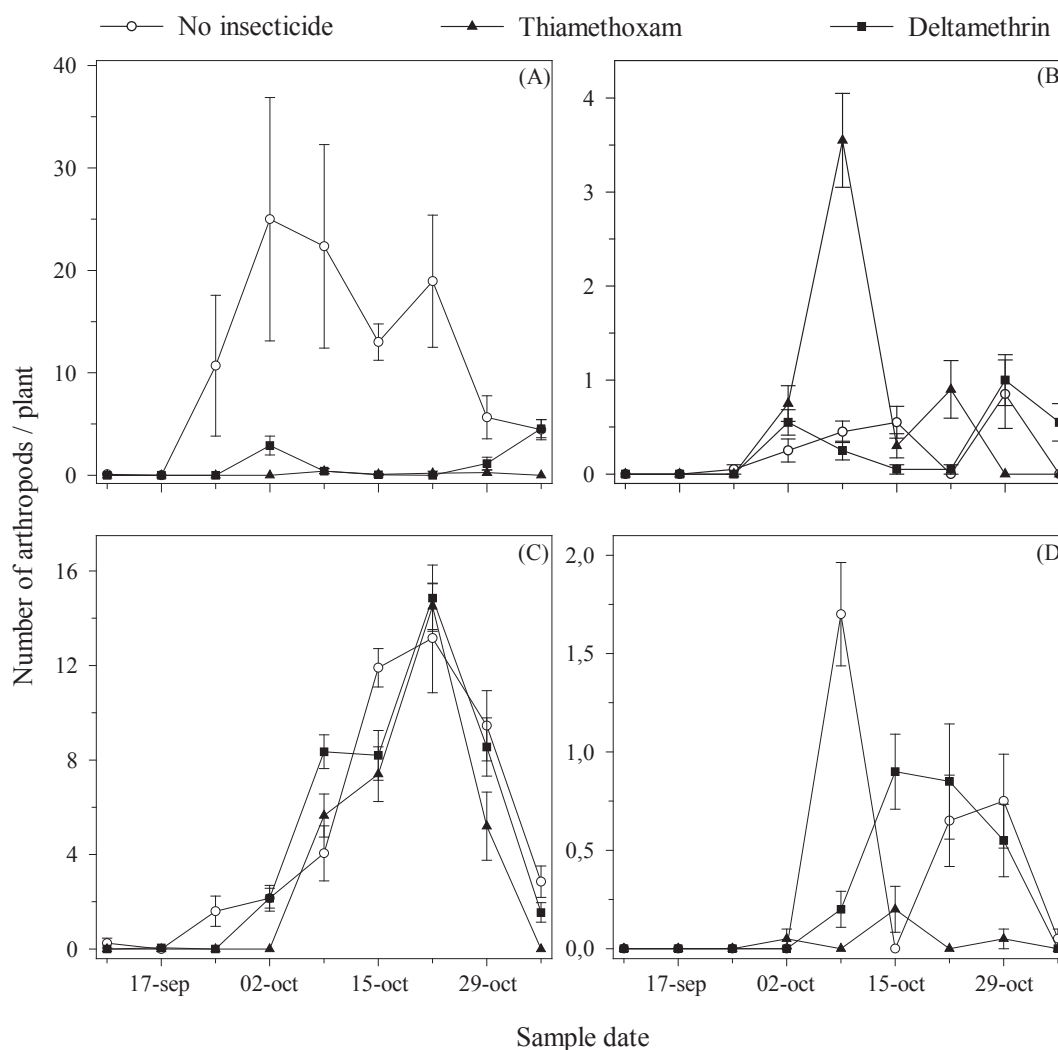 No insecticide Thiamethoxam Deltamethrin
(A)
40
30
20
10
0
(B)
4
3
2
1
0
(C)
16
12
8
4
0
17-sep 02-oct 15-oct 29-oct
(D)
2,0
1,5
1,0
0,5
0,0
17-sep 02-oct 15-oct 29-oct
Number of arthropods / plant
Sample date